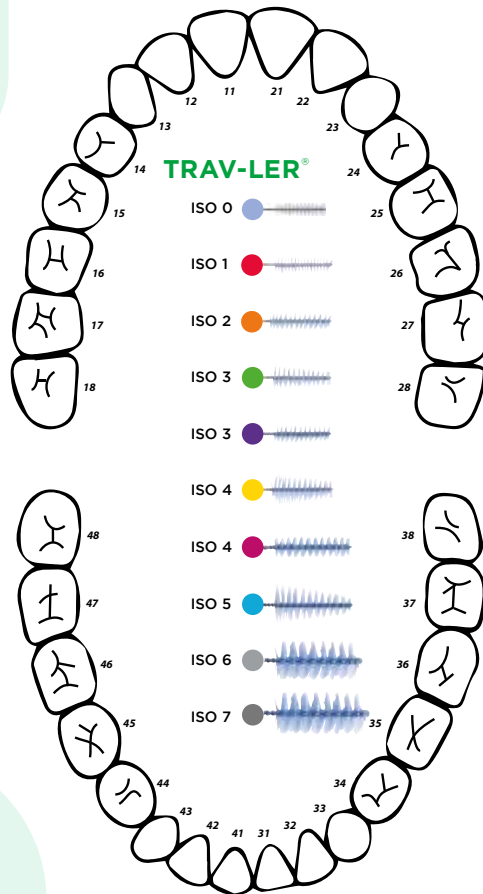 11 21
12 22
13 23
14 24
TRAV-LER®
15 25
ISO 0
ISO 1
16 26
ISO 2
17 27
ISO 3
18 28
ISO 3
ISO 4
48 38
ISO 4
47 37
ISO 5
46 36
ISO 6
45 35
ISO 7
44 34
43 33
42 32
41 31